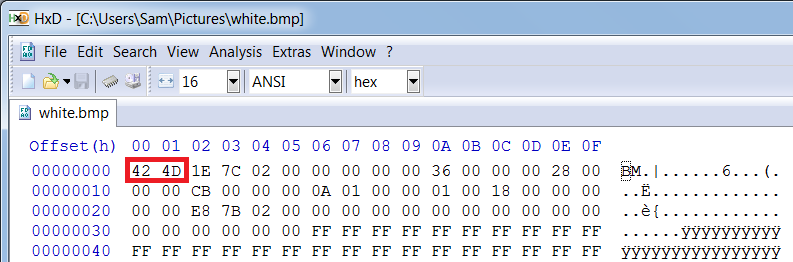 HxD - [C:\Users\Sam\Pictures\white.bmp]
File Edit Search View Analysis Extras Window ?
16 ANSI hex
white.bmp
Offset(h) 00 01 02 03 04 05 06 07 08 09 0A 0B 0C 0D 0E 0F
00000000 42 4D 1E 7C 02 00 00 00 00 00 36 00 00 00 28 00 BM.|......6...(.
00000010 00 00 CB 00 00 00 0A 01 00 00 01 00 18 00 00 00 ..Ë.............
00000020 00 00 E8 7B 02 00 00 00 00 00 00 00 00 00 00 00 ..è{............
00000030 00 00 00 00 00 00 FF FF FF FF FF FF FF FF FF FF ......ÿÿÿÿÿÿÿÿÿÿ
00000040 FF FF FF FF FF FF FF FF FF FF FF FF FF FF FF FF ÿÿÿÿÿÿÿÿÿÿÿÿÿÿÿÿ